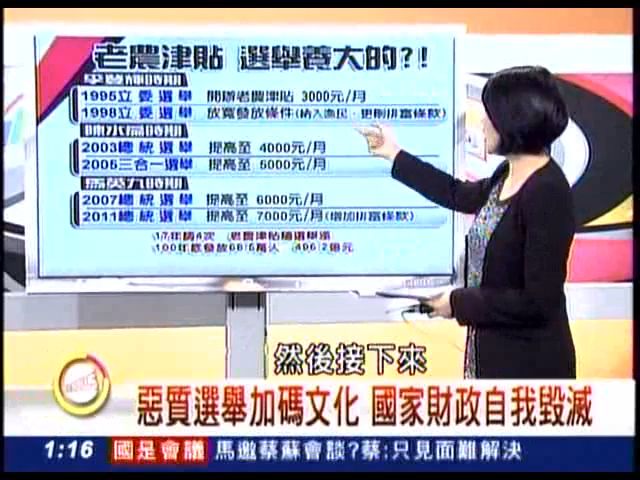 老農津貼 選舉養大的?!
李登輝時期
1995立委選舉 開辦老農津貼 3000元/月
1998立委選舉 放寬發放條件(納入漁民、更刪排富條款)
陳水扁時期
2003總統選舉 提高至 4000元/月
2005三合一選舉 提高至 5000元/月
馬英九時期
2007總統選舉 提高至 6000元/月
2011總統選舉 提高至 7000元/月(增加排富條款)
17年調4次 老農津貼隨選舉漲
100年底發放68.6萬人 496.2億元
然後接下來
惡質選舉加碼文化 國家財政自我毀滅
1:16 國是會議 馬邀蔡蘇會談?蔡:只見面難解決